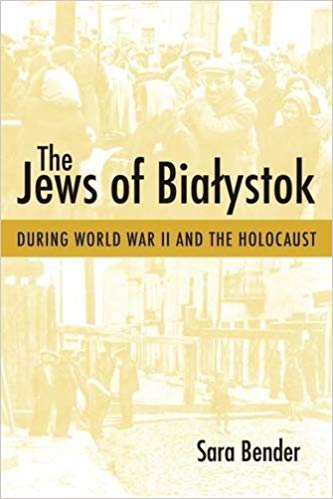 The
Jews of Białystok
DURING WORLD WAR II AND THE HOLOCAUST
Sara Bender